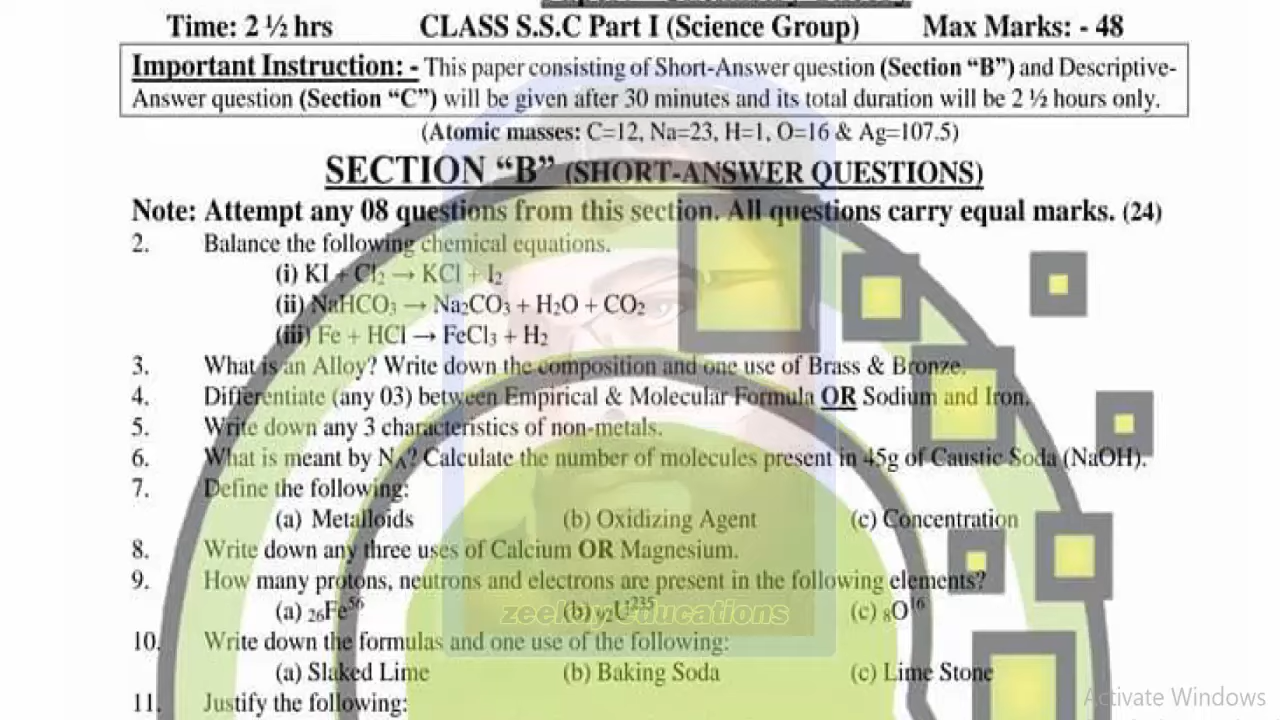 Time: 2 ½ hrs CLASS S.S.C Part I (Science Group) Max Marks: - 48
Important Instruction: - This paper consisting of Short-Answer question (Section “B”) and Descriptive-
Answer question (Section “C”) will be given after 30 minutes and its total duration will be 2 ½ hours only.
(Atomic masses: C=12, Na=23, H=1, O=16 & Ag=107.5)
SECTION “B” (SHORT-ANSWER QUESTIONS)
Note: Attempt any 08 questions from this section. All questions carry equal marks. (24)
2. Balance the following chemical equations.
(i) KI + Cl₂ → KCl + I₂
(ii) NaHCO₃ → Na₂CO₃ + H₂O + CO₂
(iii) Fe + HCl → FeCl₃ + H₂
3. What is an Alloy? Write down the composition and one use of Brass & Bronze.
4. Differentiate (any 03) between Empirical & Molecular Formula OR Sodium and Iron.
5. Write down any 3 characteristics of non-metals.
6. What is meant by Nᴀ? Calculate the number of molecules present in 45g of Caustic Soda (NaOH).
7. Define the following:
(a) Metalloids (b) Oxidizing Agent (c) Concentration
8. Write down any three uses of Calcium OR Magnesium.
9. How many protons, neutrons and electrons are present in the following elements?
(a) ₂₆Fe⁵⁶ (b) ₉₂U²³⁵ (c) ₈O¹⁶
educations
10. Write down the formulas and one use of the following:
(a) Slaked Lime (b) Baking Soda (c) Lime Stone
11. Justify the following:
Activate Windows